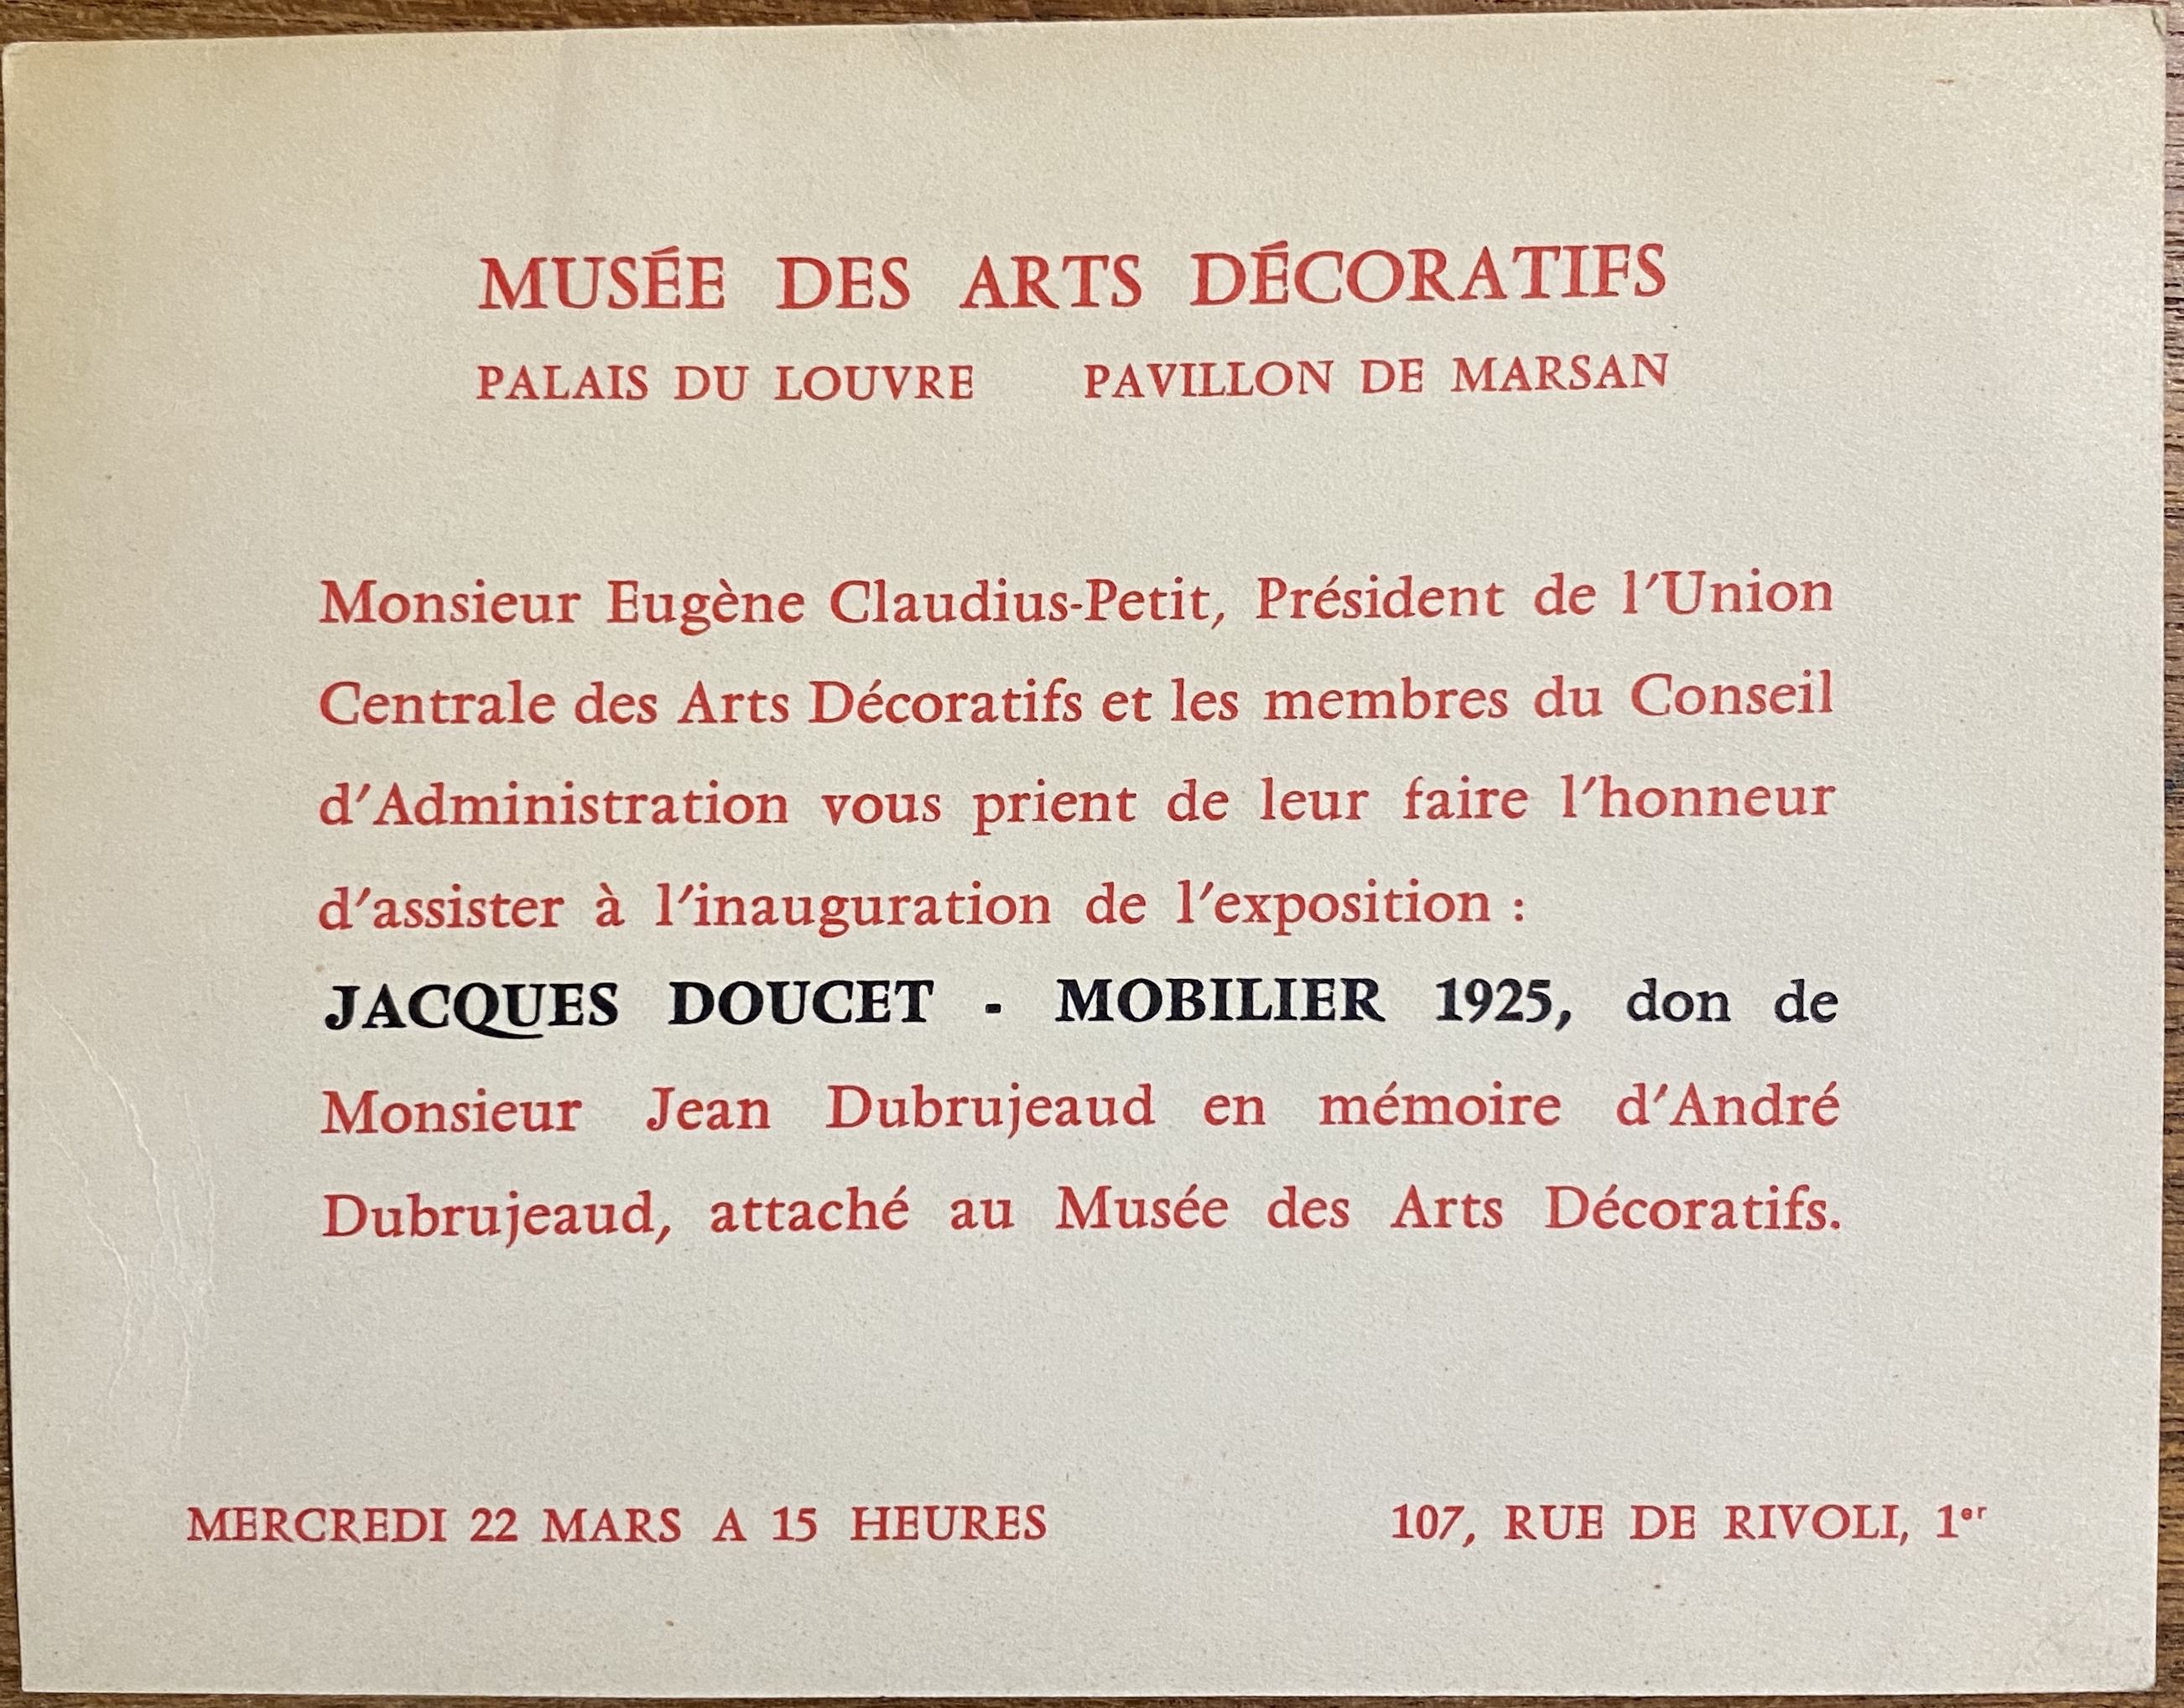 MUSÉE DES ARTS DÉCORATIFS
PALAIS DU LOUVRE PAVILLON DE MARSAN
Monsieur Eugène Claudius-Petit, Président de l'Union
Centrale des Arts Décoratifs et les membres du Conseil
d'Administration vous prient de leur faire l'honneur
d'assister à l'inauguration de l'exposition :
JACQUES DOUCET - MOBILIER 1925, don de
Monsieur Jean Dubrujeaud en mémoire d'André
Dubrujeaud, attaché au Musée des Arts Décoratifs.
MERCREDI 22 MARS A 15 HEURES 107, RUE DE RIVOLI, 1er